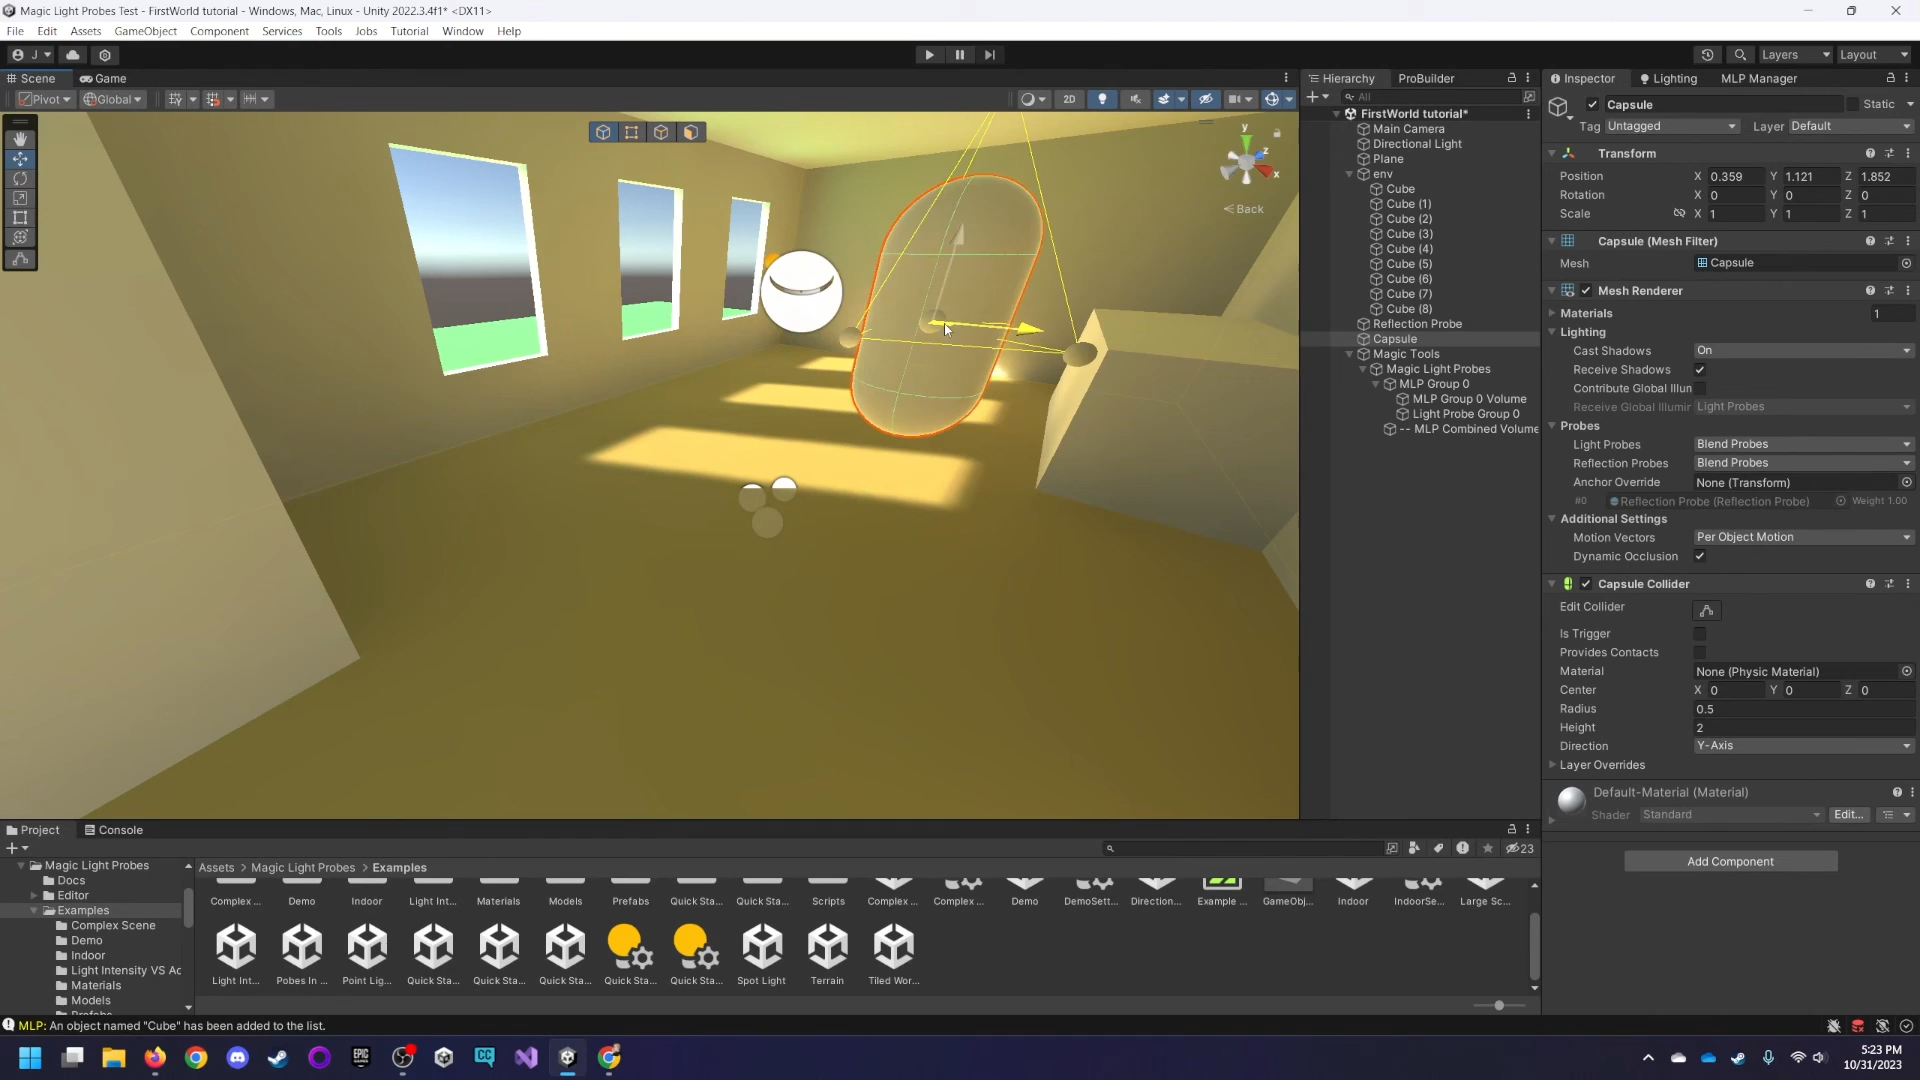 Magic Light Probes Test - FirstWorld tutorial - Windows, Mac, Linux - Unity 2022.3.4f1* <DX11>
File Edit Assets GameObject Component Services Tools Jobs Tutorial Window Help
J Layers Layout
Scene Game
Pivot Global 2D
y
z
x
Back
Hierarchy ProBuilder
All
FirstWorld tutorial*
Main Camera
Directional Light
Plane
env
Cube
Cube (1)
Cube (2)
Cube (3)
Cube (4)
Cube (5)
Cube (6)
Cube (7)
Cube (8)
Reflection Probe
Capsule
Magic Tools
Magic Light Probes
MLP Group 0
MLP Group 0 Volume
Light Probe Group 0
-- MLP Combined Volume
Inspector Lighting MLP Manager
Capsule Static
Tag Untagged Layer Default
Transform
Position X 0.359 Y 1.121 Z 1.852
Rotation X 0 Y 0 Z 0
Scale X 1 Y 1 Z 1
Capsule (Mesh Filter)
Mesh Capsule
Mesh Renderer
Materials 1
Lighting
Cast Shadows On
Receive Shadows
Contribute Global Illun
Receive Global Illumir Light Probes
Probes
Light Probes Blend Probes
Reflection Probes Blend Probes
Anchor Override None (Transform)
#0 Reflection Probe (Reflection Probe) Weight 1.00
Additional Settings
Motion Vectors Per Object Motion
Dynamic Occlusion
Capsule Collider
Edit Collider
Is Trigger
Provides Contacts
Material None (Physic Material)
Center X 0 Y 0 Z 0
Radius 0.5
Height 2
Direction Y-Axis
Layer Overrides
Default-Material (Material)
Shader Standard Edit...
Add Component
Project Console
23
Magic Light Probes
Docs
Editor
Examples
Complex Scene
Demo
Indoor
Light Intensity VS Ac
Materials
Models
Assets > Magic Light Probes > Examples
Complex ... Demo Indoor Light Int... Materials Models Prefabs Quick Sta... Quick Sta... Scripts Complex ... Complex ... Demo DemoSett... Direction... Example ... GameObj... Indoor IndoorSe... Large Sc...
Light Int... Pobes In ... Point Lig... Quick Sta... Quick Sta... Quick Sta... Quick Sta... Quick Sta... Spot Light Terrain Tiled Wor...
MLP: An object named "Cube" has been added to the list.
EPIC
CC
5:23 PM
10/31/2023